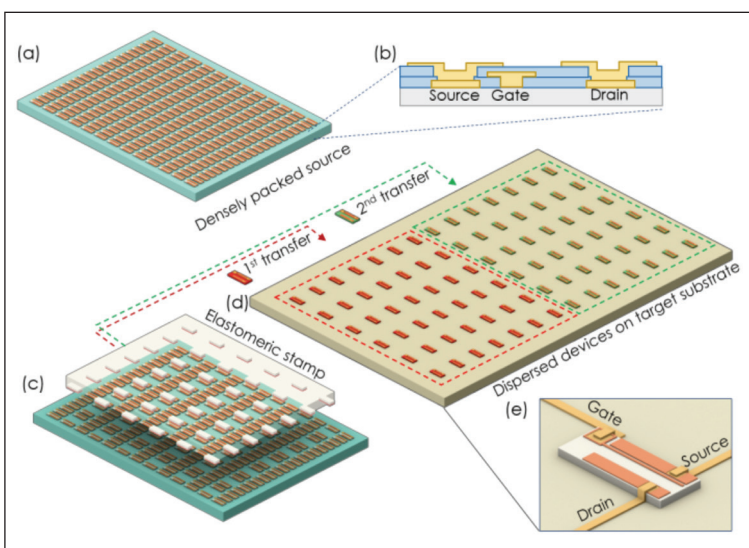 (a)
(b)
Source Gate Drain
Densely packed source
2nd transfer
1st transfer
(d)
Elastomeric stamp
Dispersed devices on target substrate
(c)
(e)
Gate
Source
Drain